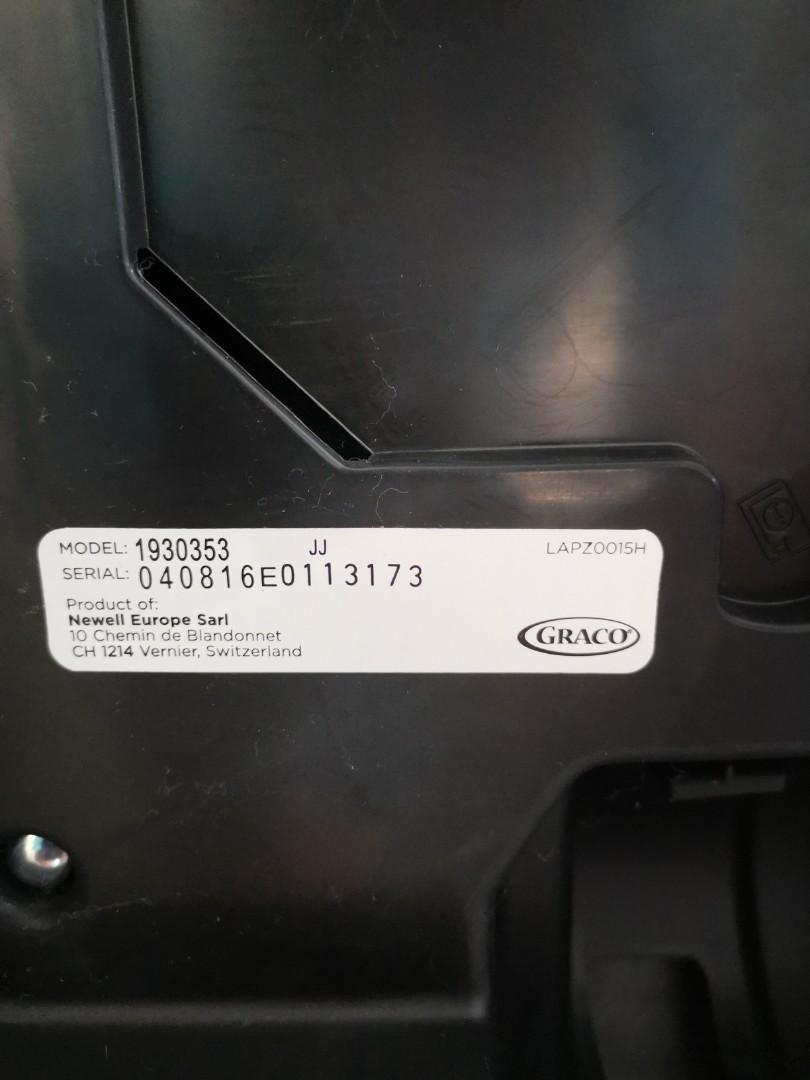 MODEL: 1930353 JJ LAPZ0015H
SERIAL: 040816E0113173
Product of:
Newell Europe Sarl
10 Chemin de Blandonnet
CH 1214 Vernier, Switzerland
GRACO®